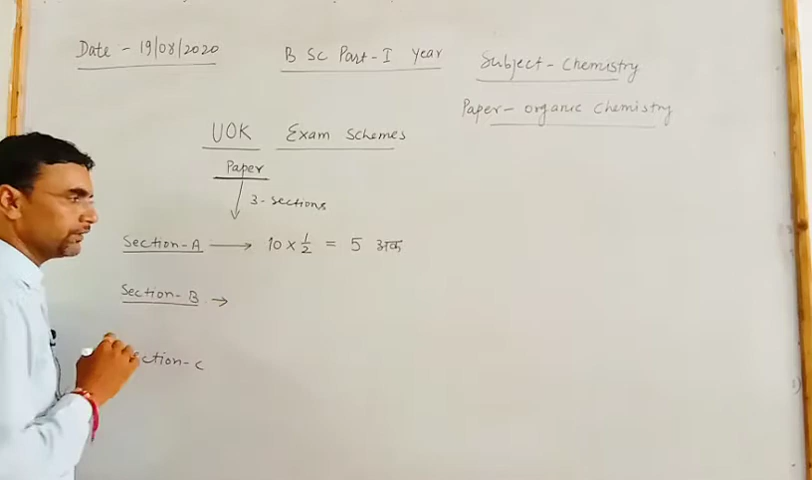 Date - 19/08/2020
B Sc Part-I Year
Subject - Chemistry
Paper - organic Chemistry
UOK Exam Schemes
Paper
3-sections
Section-A → 10 × 1/2 = 5 अंक
Section-B →
ction-C